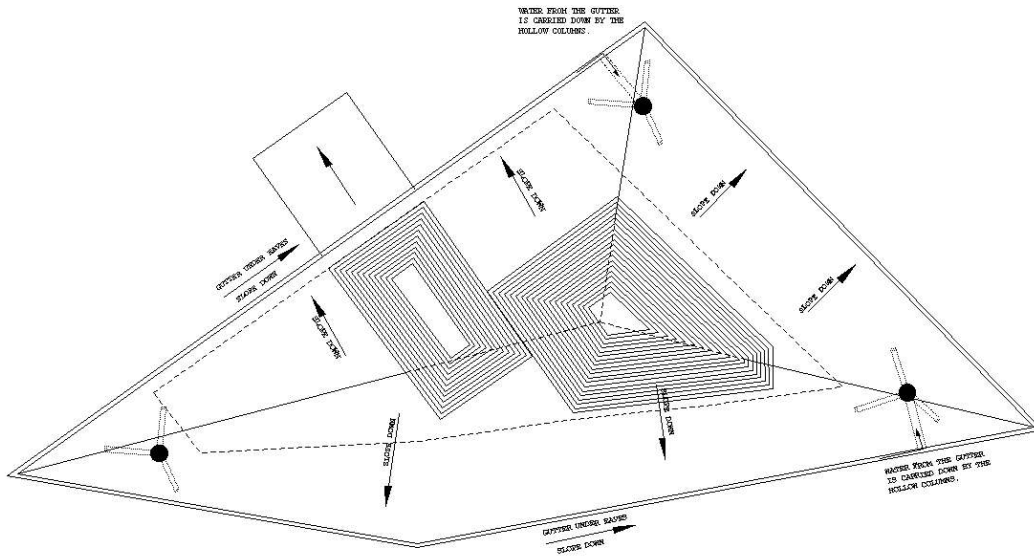 WATER FROM THE GUTTER
IS CARRIED DOWN BY THE
HOLLOW COLUMNS.
SLOPE DOWN
SLOPE DOWN
GUTTER UNDER EAVES
SLOPE DOWN
SLOPE DOWN
SLOPE DOWN
SLOPE DOWN
SLOPE DOWN
WATER FROM THE GUTTER
IS CARRIED DOWN BY THE
HOLLOW COLUMNS.
GUTTER UNDER EAVES
SLOPE DOWN